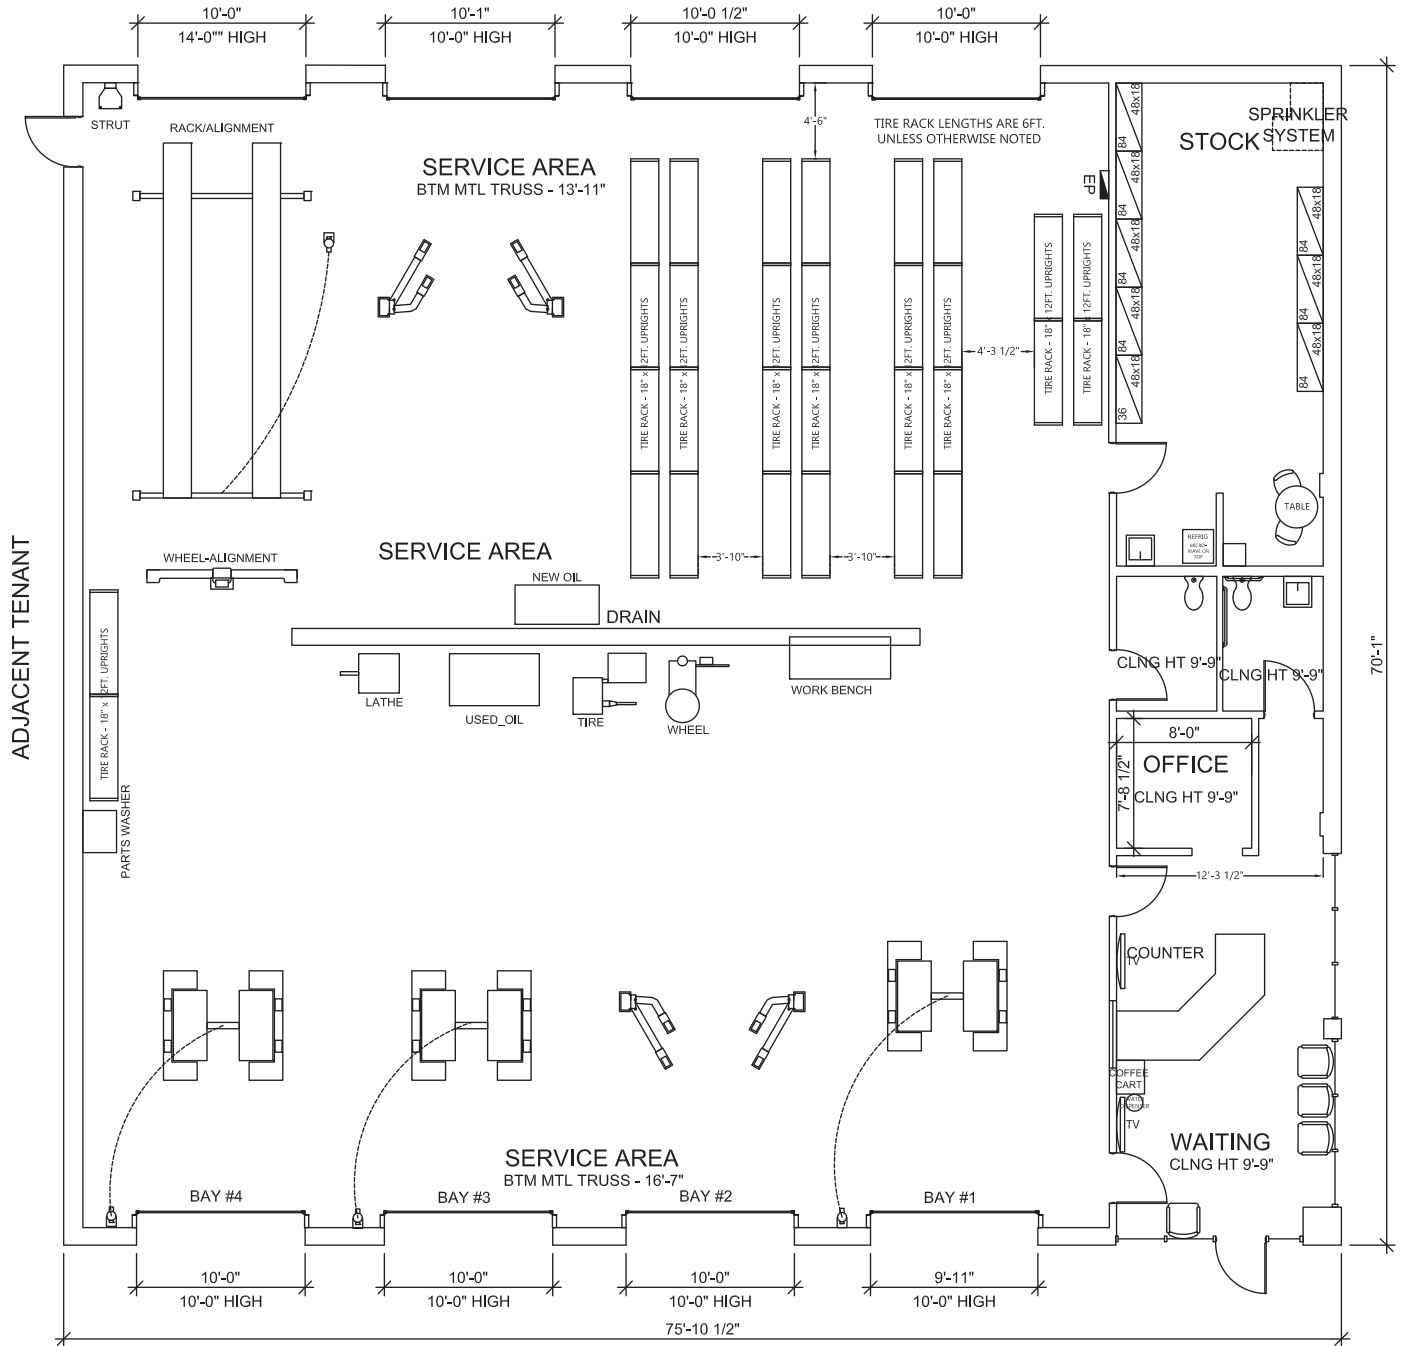 10'-0"
14'-0"" HIGH
10'-1"
10'-0" HIGH
10'-0 1/2"
10'-0" HIGH
10'-0"
10'-0" HIGH
STRUT
RACK/ALIGNMENT
SERVICE AREA
BTM MTL TRUSS - 13'-11"
4'-6"
TIRE RACK LENGTHS ARE 6FT.
UNLESS OTHERWISE NOTED
EP
STOCK
SPRINKLER
SYSTEM
48x18
84
48x18
84
48x18
84
48x18
84
48x18
36
48x18
84
48x18
84
48x18
84
TIRE RACK - 18" x 12FT. UPRIGHTS
TIRE RACK - 18" x 12FT. UPRIGHTS
TIRE RACK - 18" x 12FT. UPRIGHTS
TIRE RACK - 18" x 12FT. UPRIGHTS
TIRE RACK - 18" x 12FT. UPRIGHTS
TIRE RACK - 18" x 12FT. UPRIGHTS
TIRE RACK - 18" x 12FT. UPRIGHTS
TIRE RACK - 18" x 12FT. UPRIGHTS
4'-3 1/2"
3'-10"
3'-10"
TABLE
REFRIG
MICRO-
WAVE ON
TOP
ADJACENT TENANT
WHEEL-ALIGNMENT
SERVICE AREA
NEW OIL
DRAIN
TIRE RACK - 18" x 12FT. UPRIGHTS
LATHE
USED_OIL
TIRE
WHEEL
WORK BENCH
CLNG HT 9'-9"
CLNG HT 9'-9"
70'-1"
8'-0"
OFFICE
7'-8 1/2"
CLNG HT 9'-9"
12'-3 1/2"
PARTS WASHER
COUNTER
TV
COFFEE
CART
WATER
DISPENSER
TV
WAITING
CLNG HT 9'-9"
SERVICE AREA
BTM MTL TRUSS - 16'-7"
BAY #4
BAY #3
BAY #2
BAY #1
10'-0"
10'-0" HIGH
10'-0"
10'-0" HIGH
10'-0"
10'-0" HIGH
9'-11"
10'-0" HIGH
75'-10 1/2"